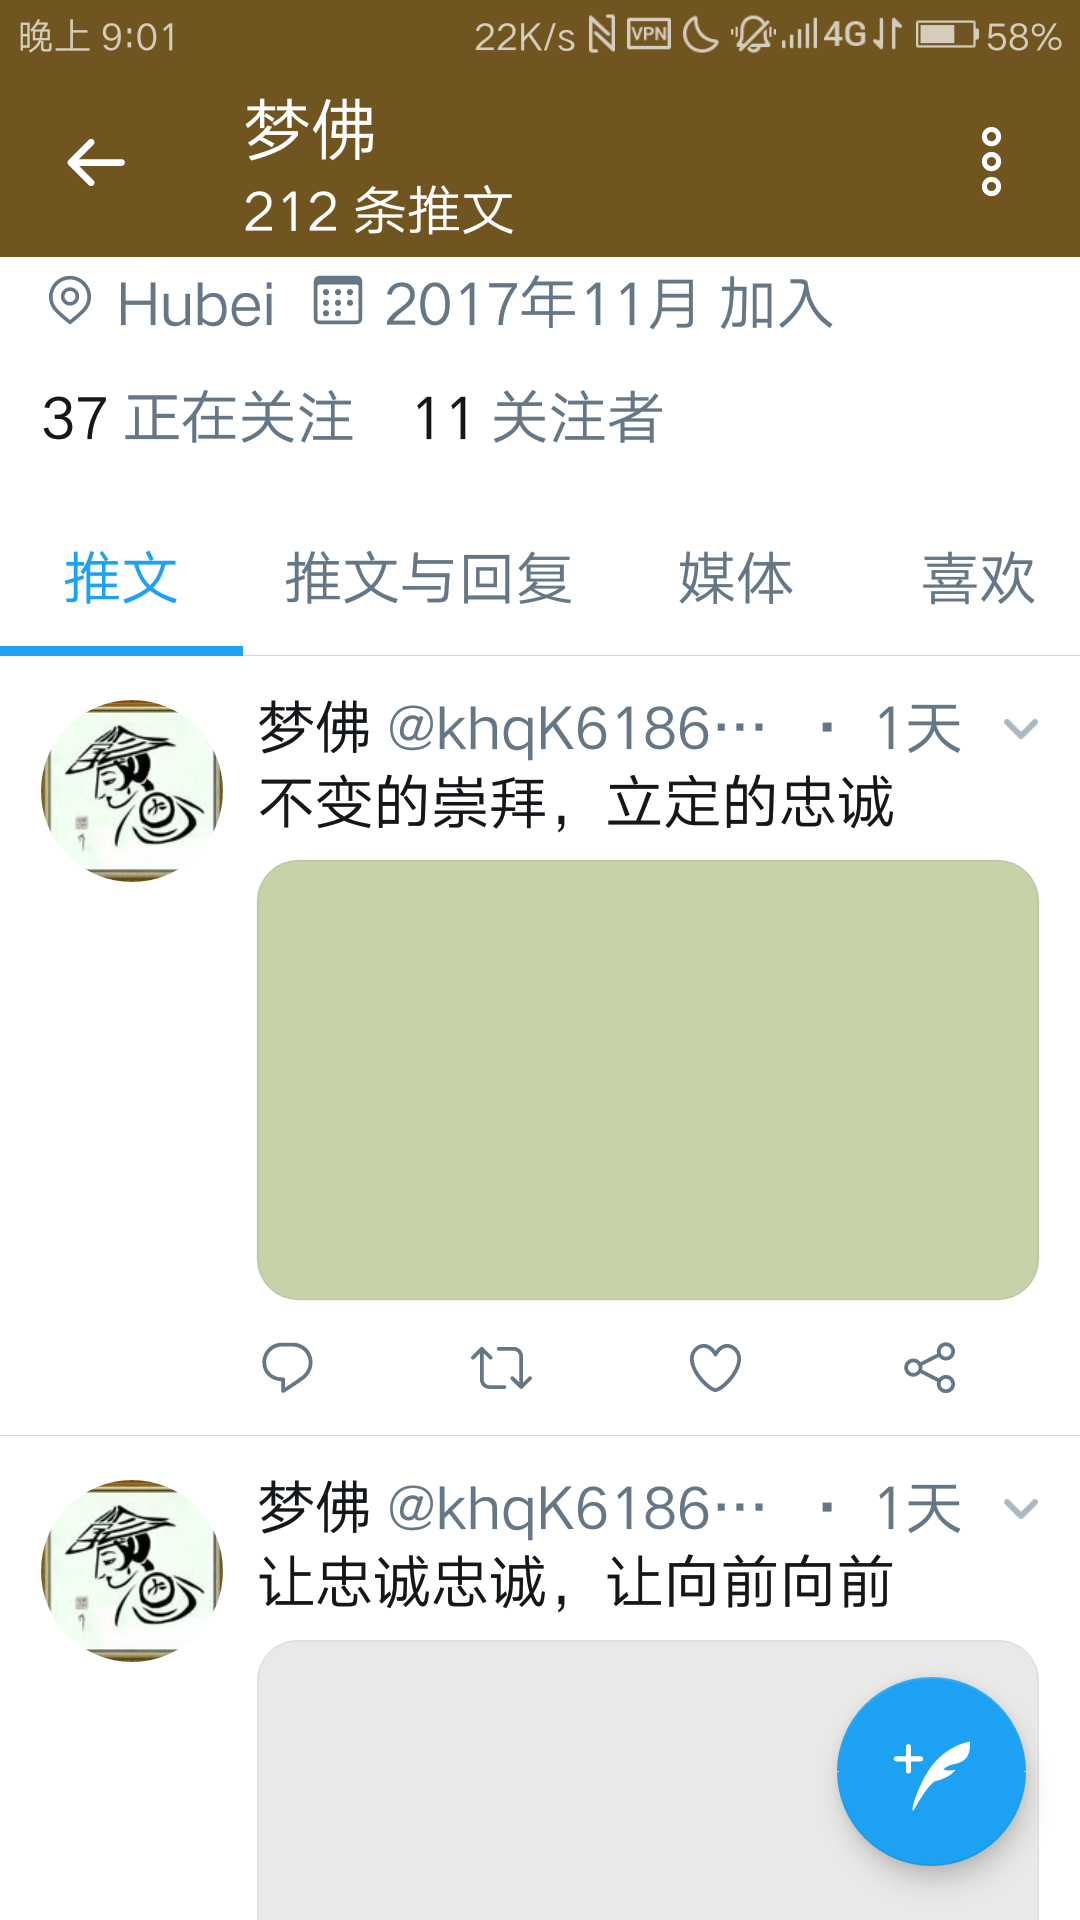 晚上 9:01 22K/s VPN 4G 58%
梦佛
212 条推文
Hubei 2017年11月 加入
37 正在关注 11 关注者
推文 推文与回复 媒体 喜欢
梦佛 @khqK6186… · 1天
不变的崇拜，立定的忠诚
梦佛 @khqK6186… · 1天
让忠诚忠诚，让向前向前